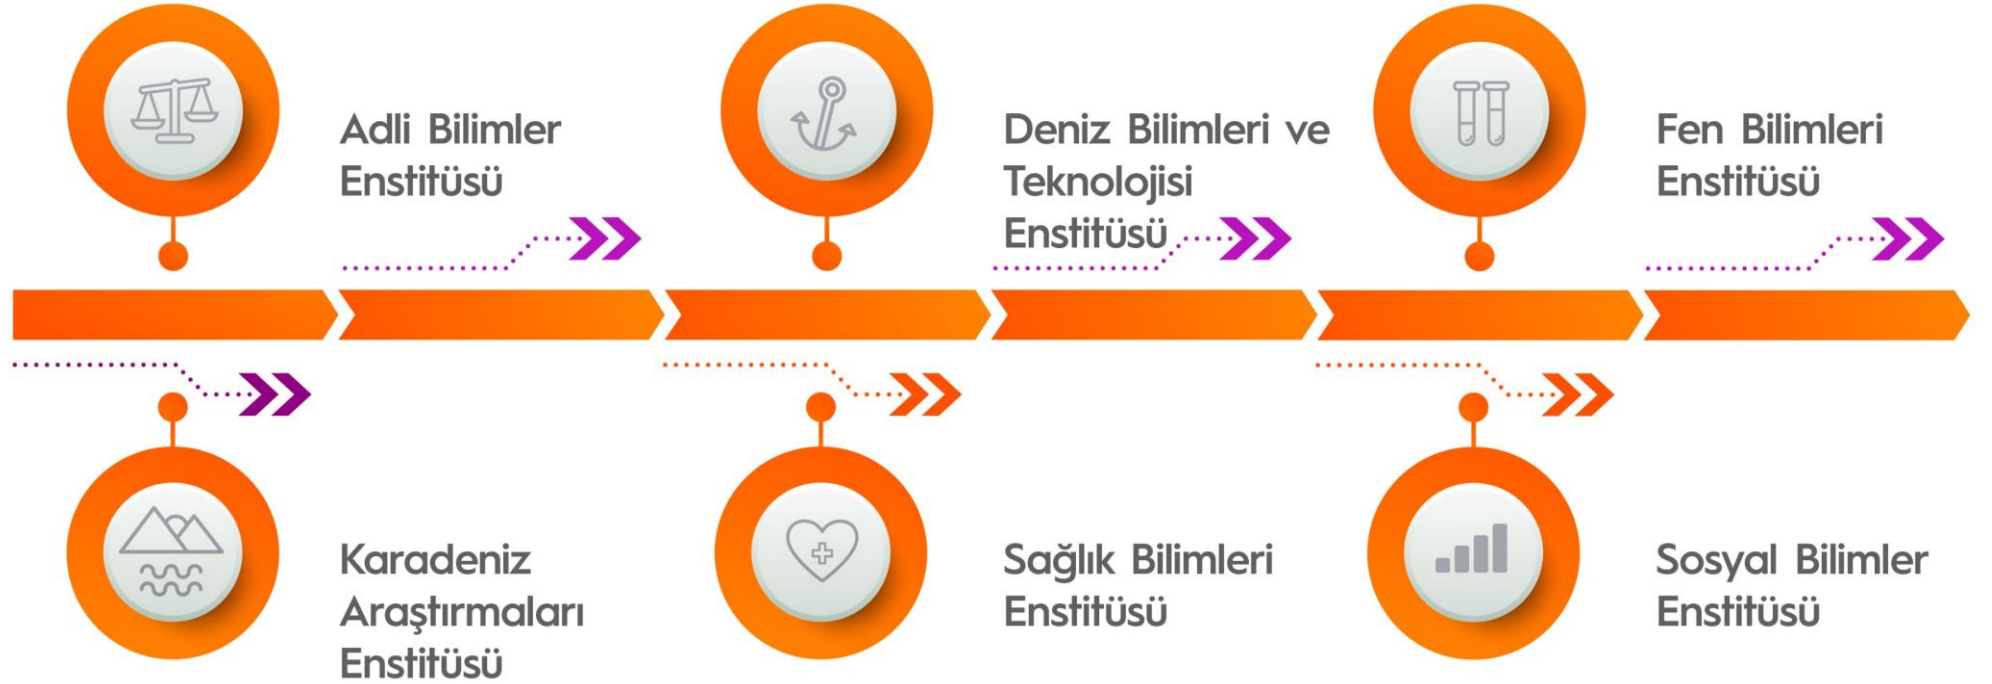 Adli Bilimler
Enstitüsü
Deniz Bilimleri ve
Teknolojisi
Enstitüsü
Fen Bilimleri
Enstitüsü
Karadeniz
Araştırmaları
Enstitüsü
Sağlık Bilimleri
Enstitüsü
Sosyal Bilimler
Enstitüsü